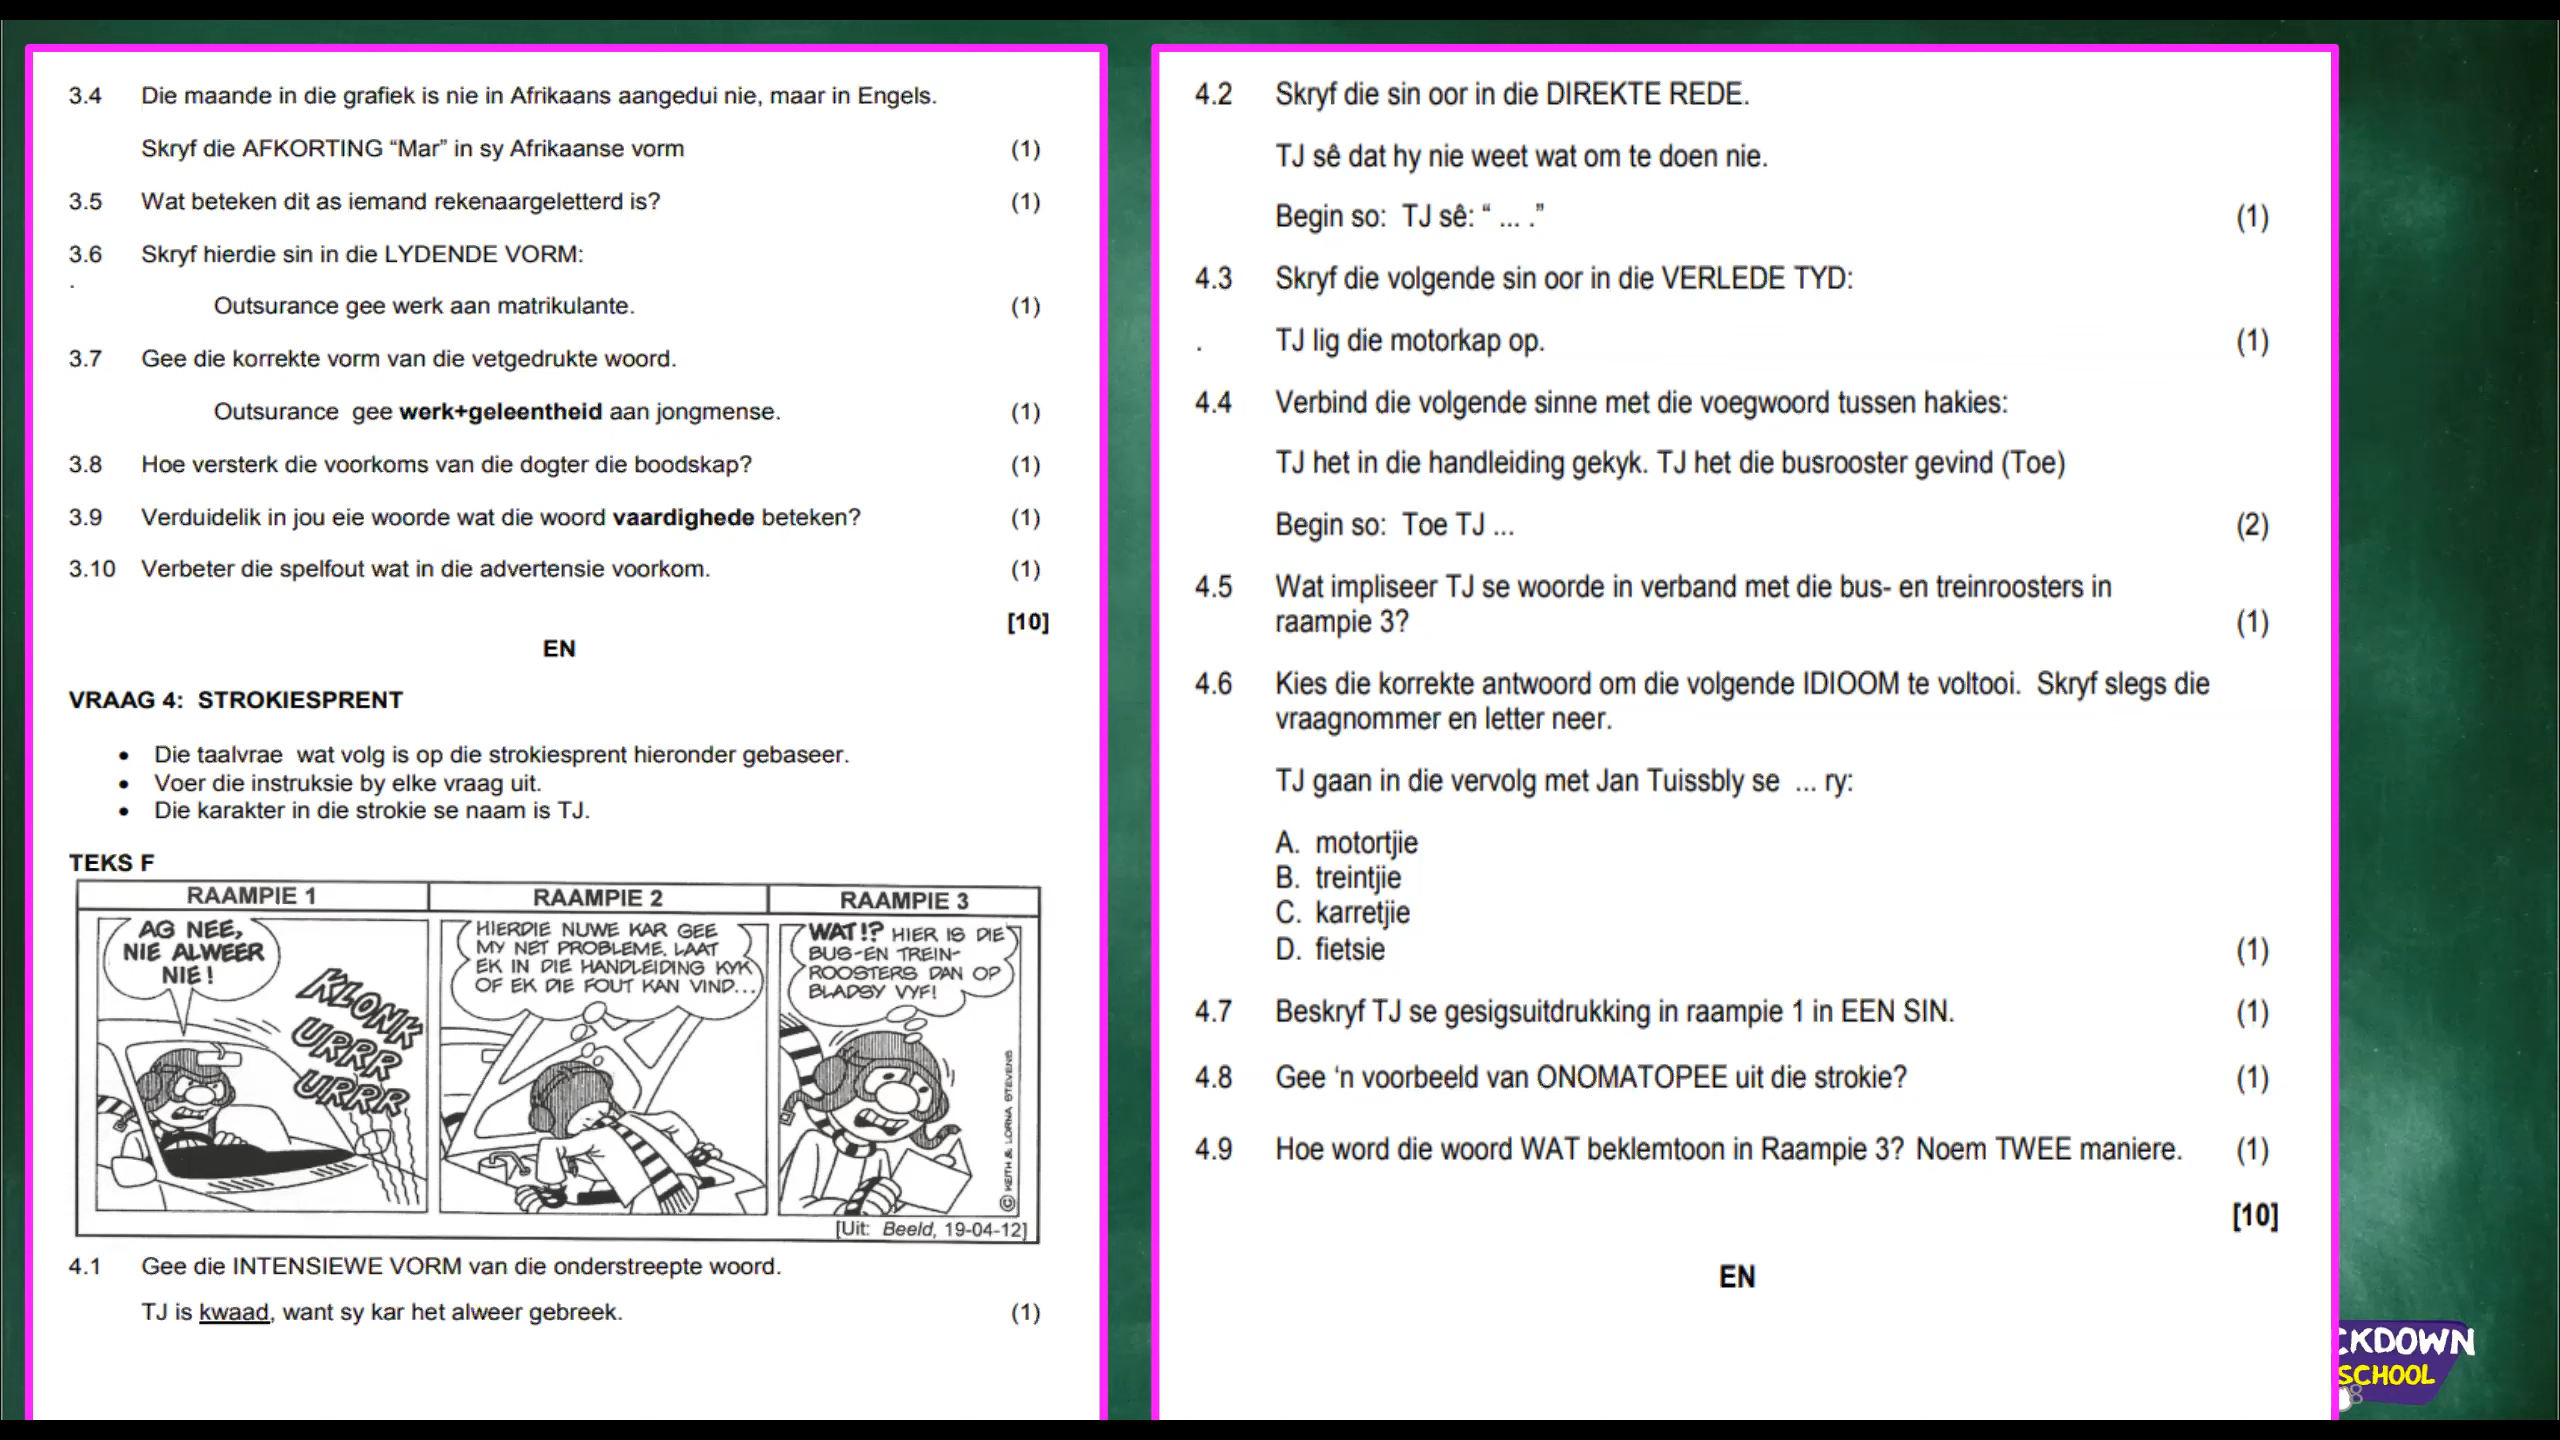 3.4 Die maande in die grafiek is nie in Afrikaans aangedui nie, maar in Engels.
Skryf die AFKORTING “Mar” in sy Afrikaanse vorm (1)
3.5 Wat beteken dit as iemand rekenaargeletterd is? (1)
3.6 Skryf hierdie sin in die LYDENDE VORM:
.
Outsurance gee werk aan matrikulante. (1)
3.7 Gee die korrekte vorm van die vetgedrukte woord.
Outsurance gee werk+geleentheid aan jongmense. (1)
3.8 Hoe versterk die voorkoms van die dogter die boodskap? (1)
3.9 Verduidelik in jou eie woorde wat die woord vaardighede beteken? (1)
3.10 Verbeter die spelfout wat in die advertensie voorkom. (1)
[10]
EN
VRAAG 4: STROKIESPRENT
• Die taalvrae wat volg is op die strokiesprent hieronder gebaseer.
• Voer die instruksie by elke vraag uit.
• Die karakter in die strokie se naam is TJ.
TEKS F
RAAMPIE 1
RAAMPIE 2
RAAMPIE 3
AG NEE,
NIE ALWEER
NIE!
KLONK
URRR
URRR
HIERDIE NUWE KAR GEE
MY NET PROBLEME. LAAT
EK IN DIE HANDLEIDING KYK
OF EK DIE FOUT KAN VIND...
WAT!? HIER IS DIE
BUS-EN TREIN-
ROOSTERS DAN OP
BLADSY VYF!
© KEITH & LORNA STEVENS
[Uit: Beeld, 19-04-12]
4.1 Gee die INTENSIEWE VORM van die onderstreepte woord.
TJ is kwaad, want sy kar het alweer gebreek. (1)
4.2 Skryf die sin oor in die DIREKTE REDE.
TJ sê dat hy nie weet wat om te doen nie.
Begin so: TJ sê: “ ... .” (1)
4.3 Skryf die volgende sin oor in die VERLEDE TYD:
. TJ lig die motorkap op. (1)
4.4 Verbind die volgende sinne met die voegwoord tussen hakies:
TJ het in die handleiding gekyk. TJ het die busrooster gevind (Toe)
Begin so: Toe TJ ... (2)
4.5 Wat impliseer TJ se woorde in verband met die bus- en treinroosters in
raampie 3? (1)
4.6 Kies die korrekte antwoord om die volgende IDIOOM te voltooi. Skryf slegs die
vraagnommer en letter neer.
TJ gaan in die vervolg met Jan Tuissbly se ... ry:
A. motortjie
B. treintjie
C. karretjie
D. fietsie (1)
4.7 Beskryf TJ se gesigsuitdrukking in raampie 1 in EEN SIN. (1)
4.8 Gee ‘n voorbeeld van ONOMATOPEE uit die strokie? (1)
4.9 Hoe word die woord WAT beklemtoon in Raampie 3? Noem TWEE maniere. (1)
[10]
EN
CKDOWN
SCHOOL
8